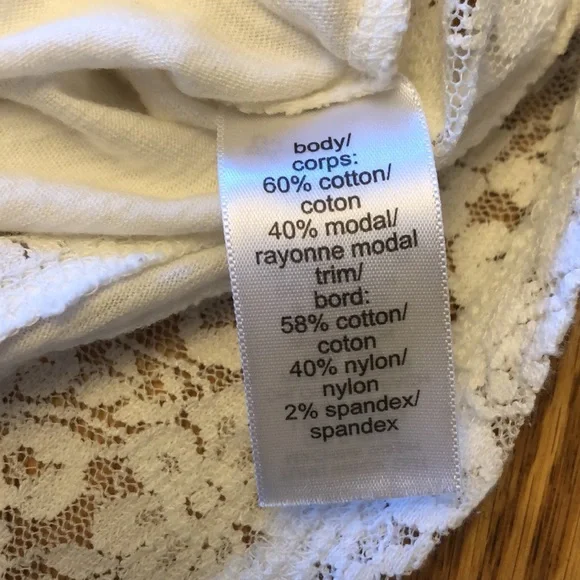 body/
corps:
60% cotton/
coton
40% modal/
rayonne modal
trim/
bord:
58% cotton/
coton
40% nylon/
nylon
2% spandex/
spandex